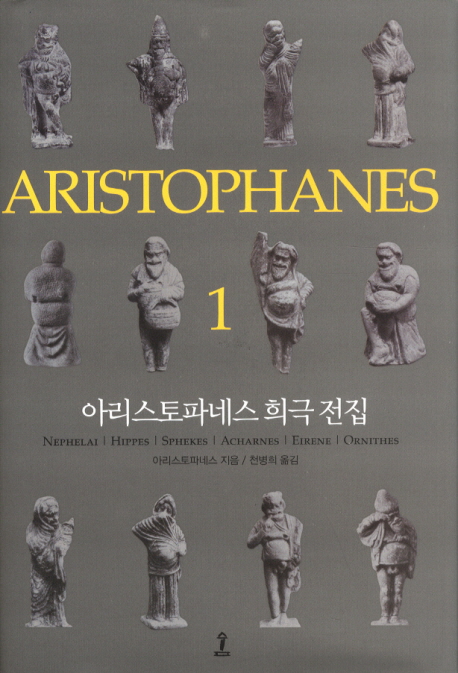 ARISTOPHANES
1
아리스토파네스 희극 전집
NEPHELAI | HIPPES | SPHEKES | ACHARNES | EIRENE | ORNITHES
아리스토파네스 지음 / 천병희 옮김